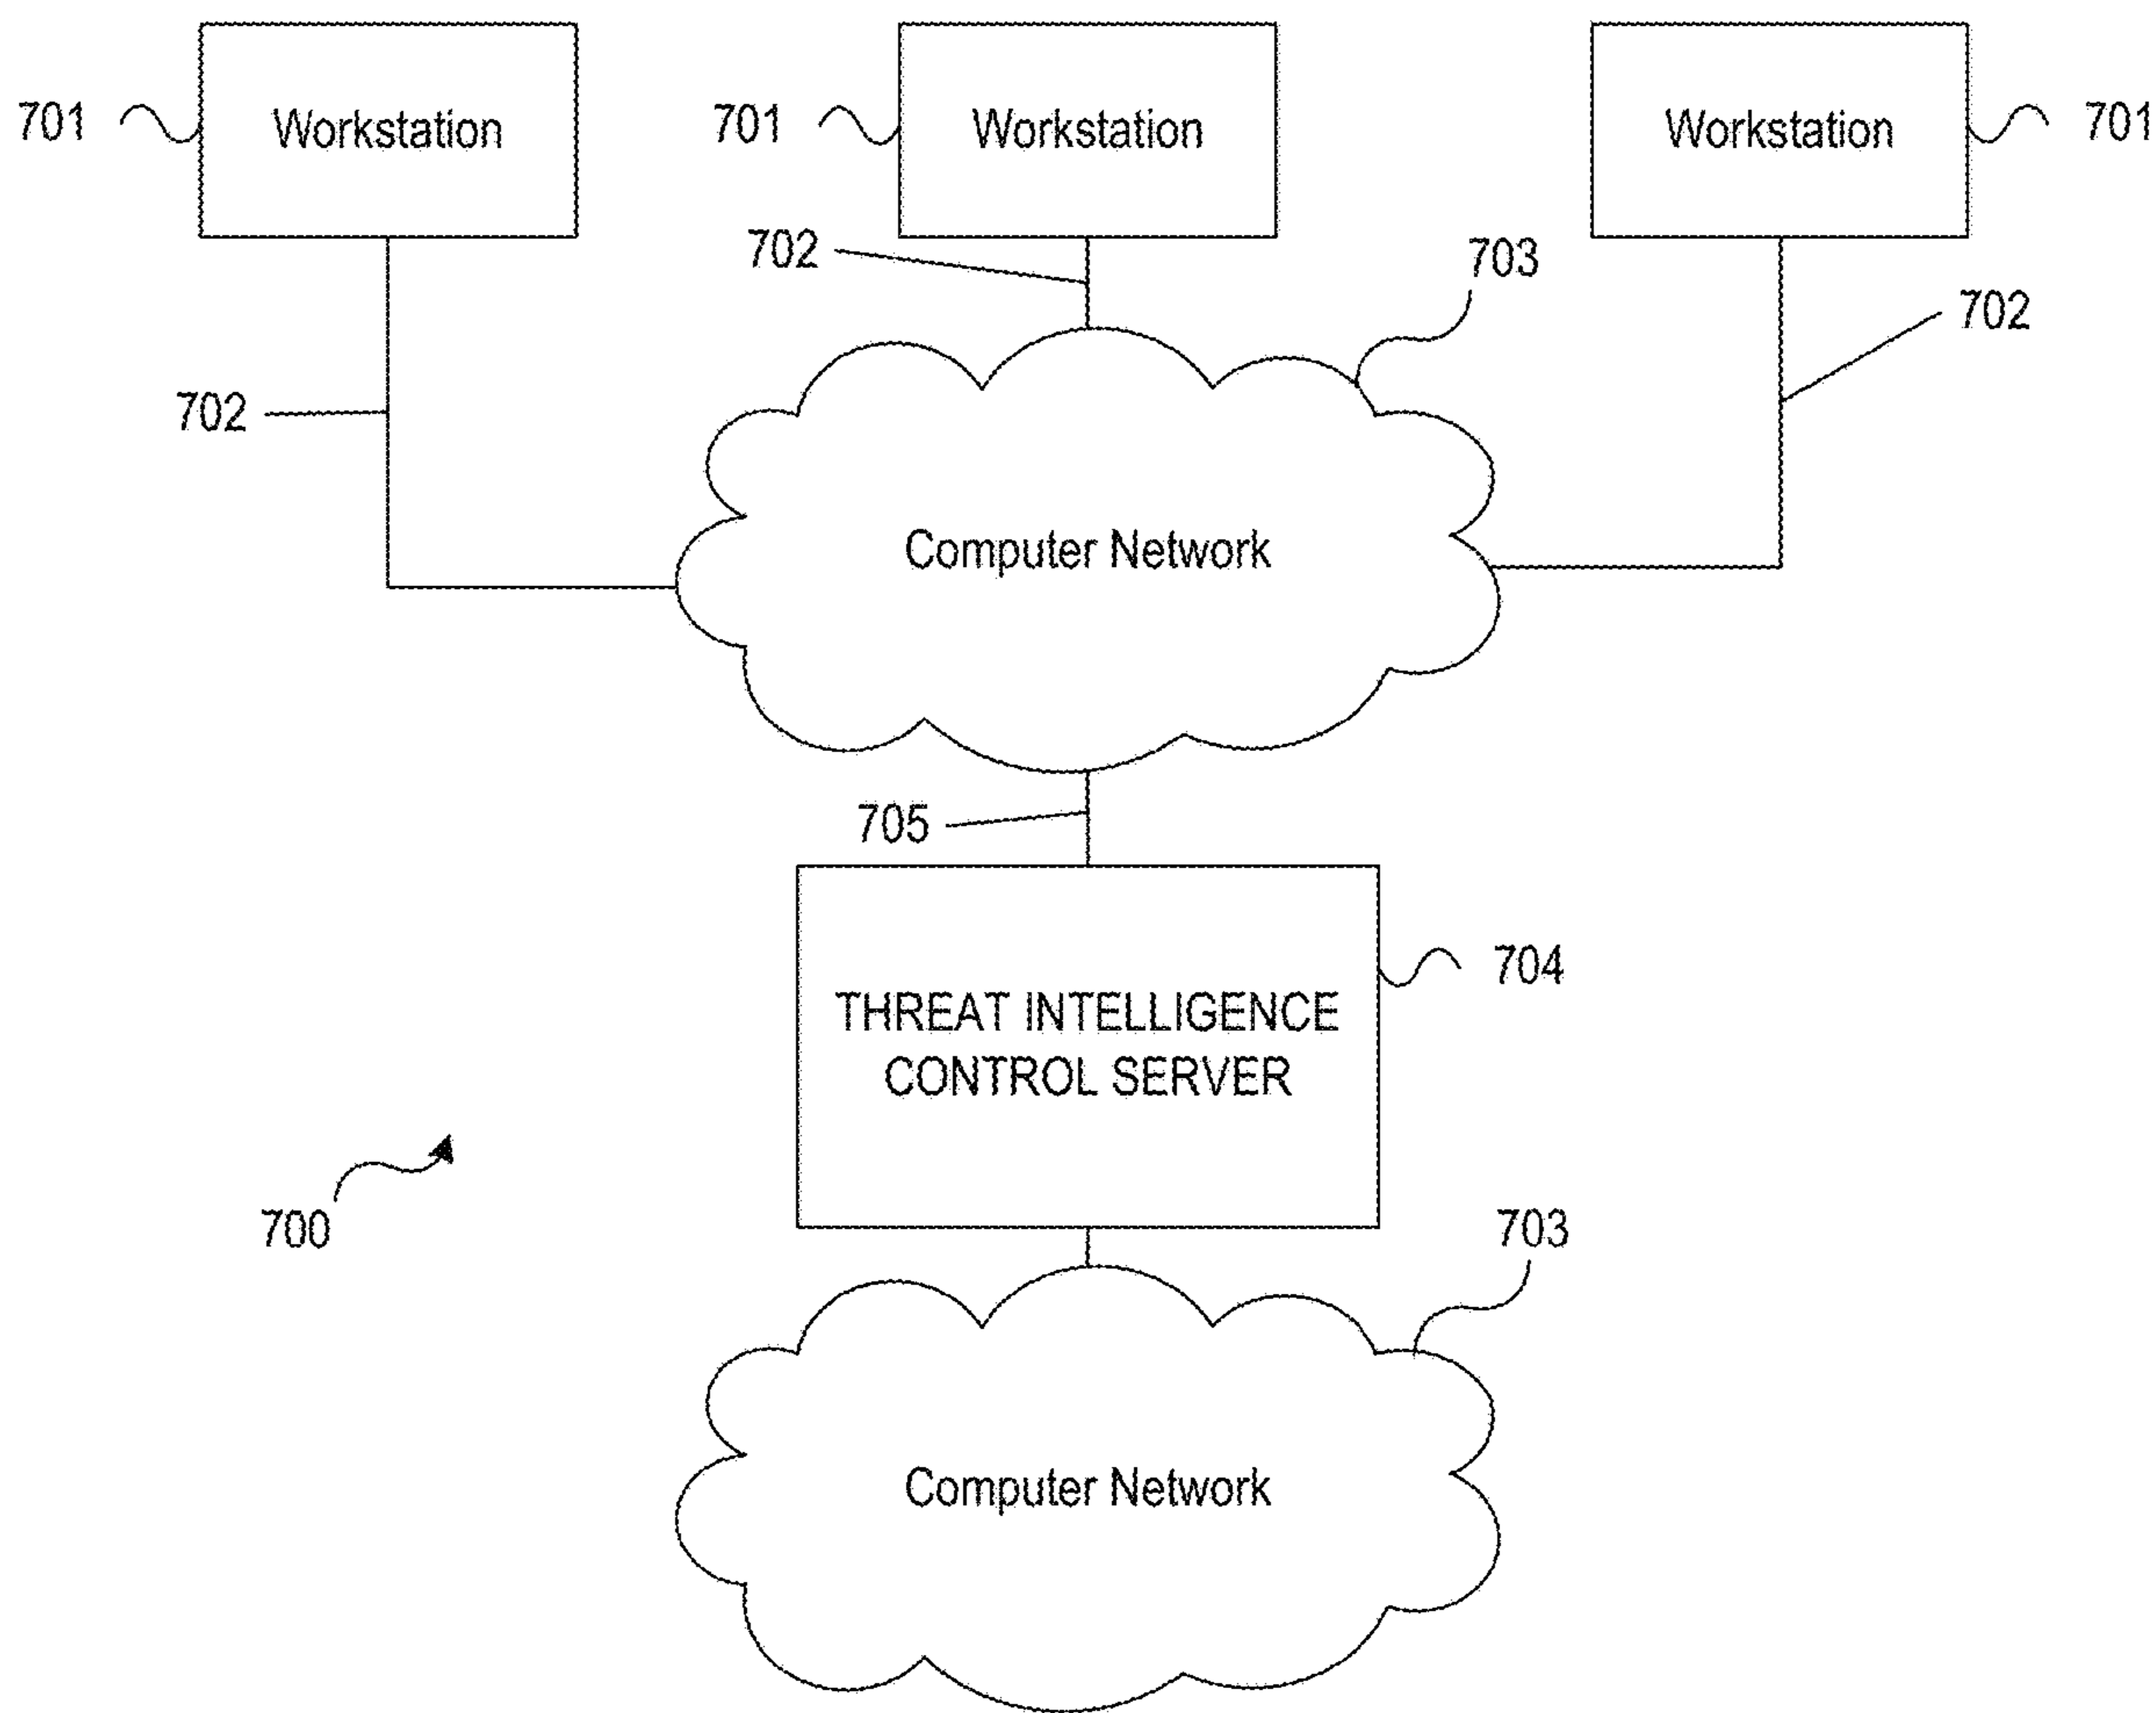 701
Workstation
701
Workstation
Workstation
701
702
703
702
702
Computer Network
705
704
THREAT INTELLIGENCE
CONTROL SERVER
700
703
Computer Network